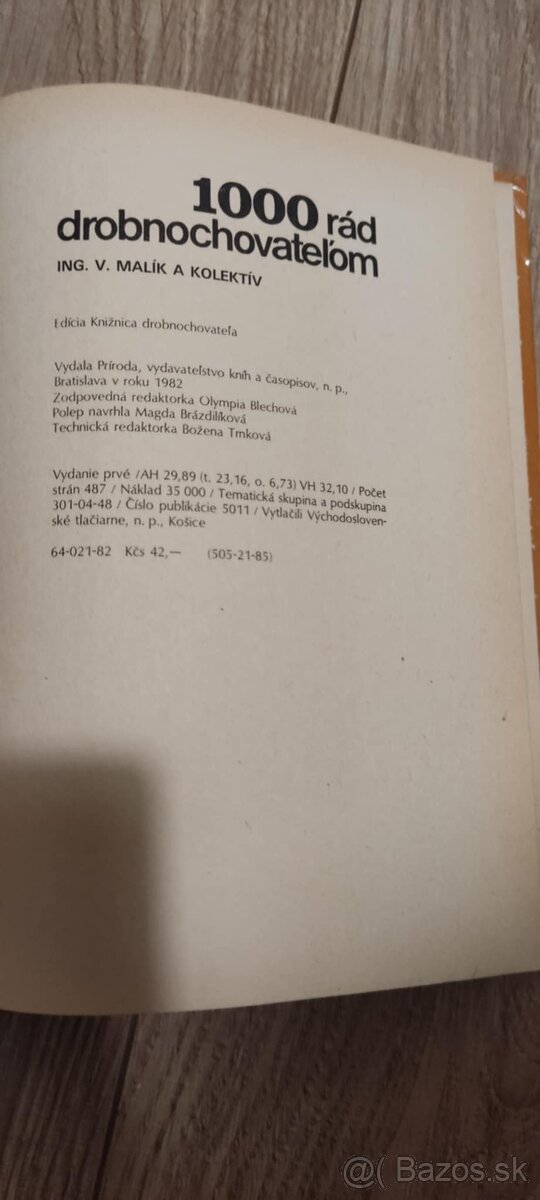 1000 rád
drobnochovateľom
ING. V. MALÍK A KOLEKTÍV
Edícia Knižnica drobnochovateľa
Vydala Príroda, vydavateľstvo kníh a časopisov, n. p.,
Bratislava v roku 1982
Zodpovedná redaktorka Olympia Blechová
Polep navrhla Magda Brázdilíková
Technická redaktorka Božena Trnková
Vydanie prvé /AH 29,89 (t. 23,16, o. 6,73) VH 32,10 / Počet
strán 487 / Náklad 35 000 / Tematická skupina a podskupina
301-04-48 / Číslo publikácie 5011 / Vytlačili Východosloven-
ské tlačiarne, n. p., Košice
64-021-82 Kčs 42,— (505-21-85)
@( Bazos.sk